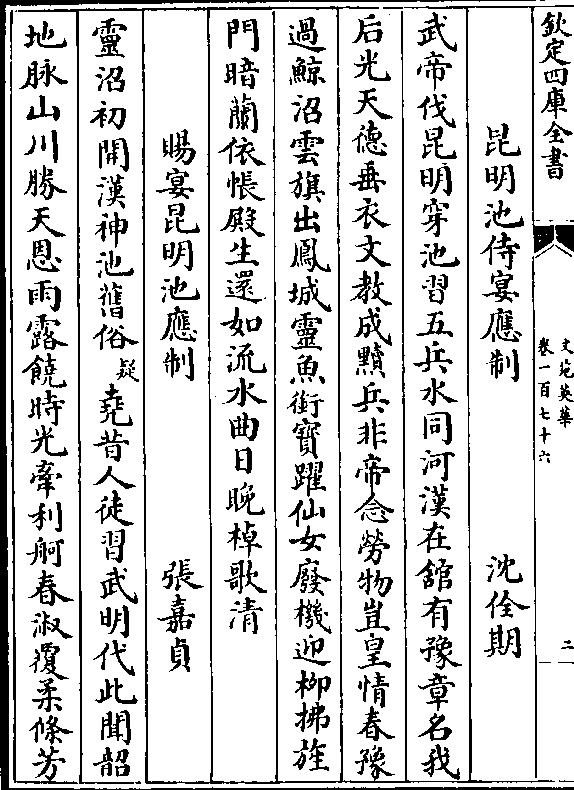 欽定四庫全書
文苑英華
卷一百七十六
二
昆明池侍宴應制 沈佺期
武帝伐昆明穿池習五兵水同河漢在舘有豫章名我
后光天德垂衣文教成黷兵非帝念勞物豈皇情春豫
過鯨沼雲旗出鳳城靈魚銜寶躍仙女廢機迎柳拂旌
門暗蘭依帳殿生還如流水曲日晚棹歌清
賜宴昆明池應制 張嘉貞
靈沼初開漢神池舊俗疑堯昔人徒習武明代此聞韶
地脉山川勝天恩雨露饒時光牽利舸春淑覆柔條芳